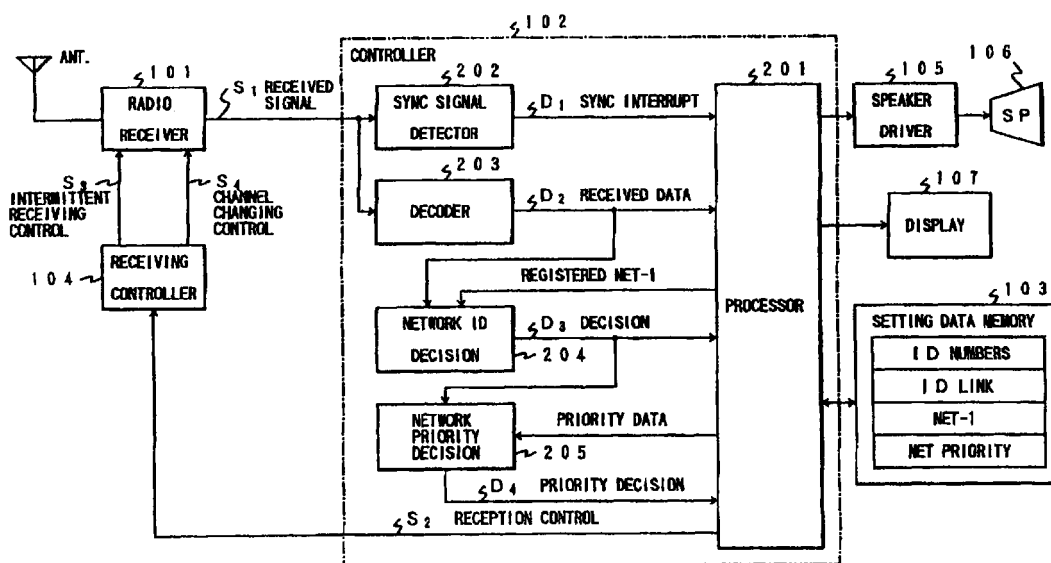 102
CONTROLLER
ANT.
101
RADIO
RECEIVER
S1 RECEIVED
SIGNAL
202
SYNC SIGNAL
DETECTOR
D1 SYNC INTERRUPT
203
DECODER
D2 RECEIVED DATA
201
PROCESSOR
105
SPEAKER
DRIVER
106
SP
107
DISPLAY
S3
INTERMITTENT
RECEIVING
CONTROL
S4
CHANNEL
CHANGING
CONTROL
104
RECEIVING
CONTROLLER
REGISTERED NET-1
NETWORK ID
DECISION
204
D3 DECISION
NETWORK
PRIORITY
DECISION
205
PRIORITY DATA
D4 PRIORITY DECISION
S2 RECEPTION CONTROL
103
SETTING DATA MEMORY
ID NUMBERS
ID LINK
NET-1
NET PRIORITY